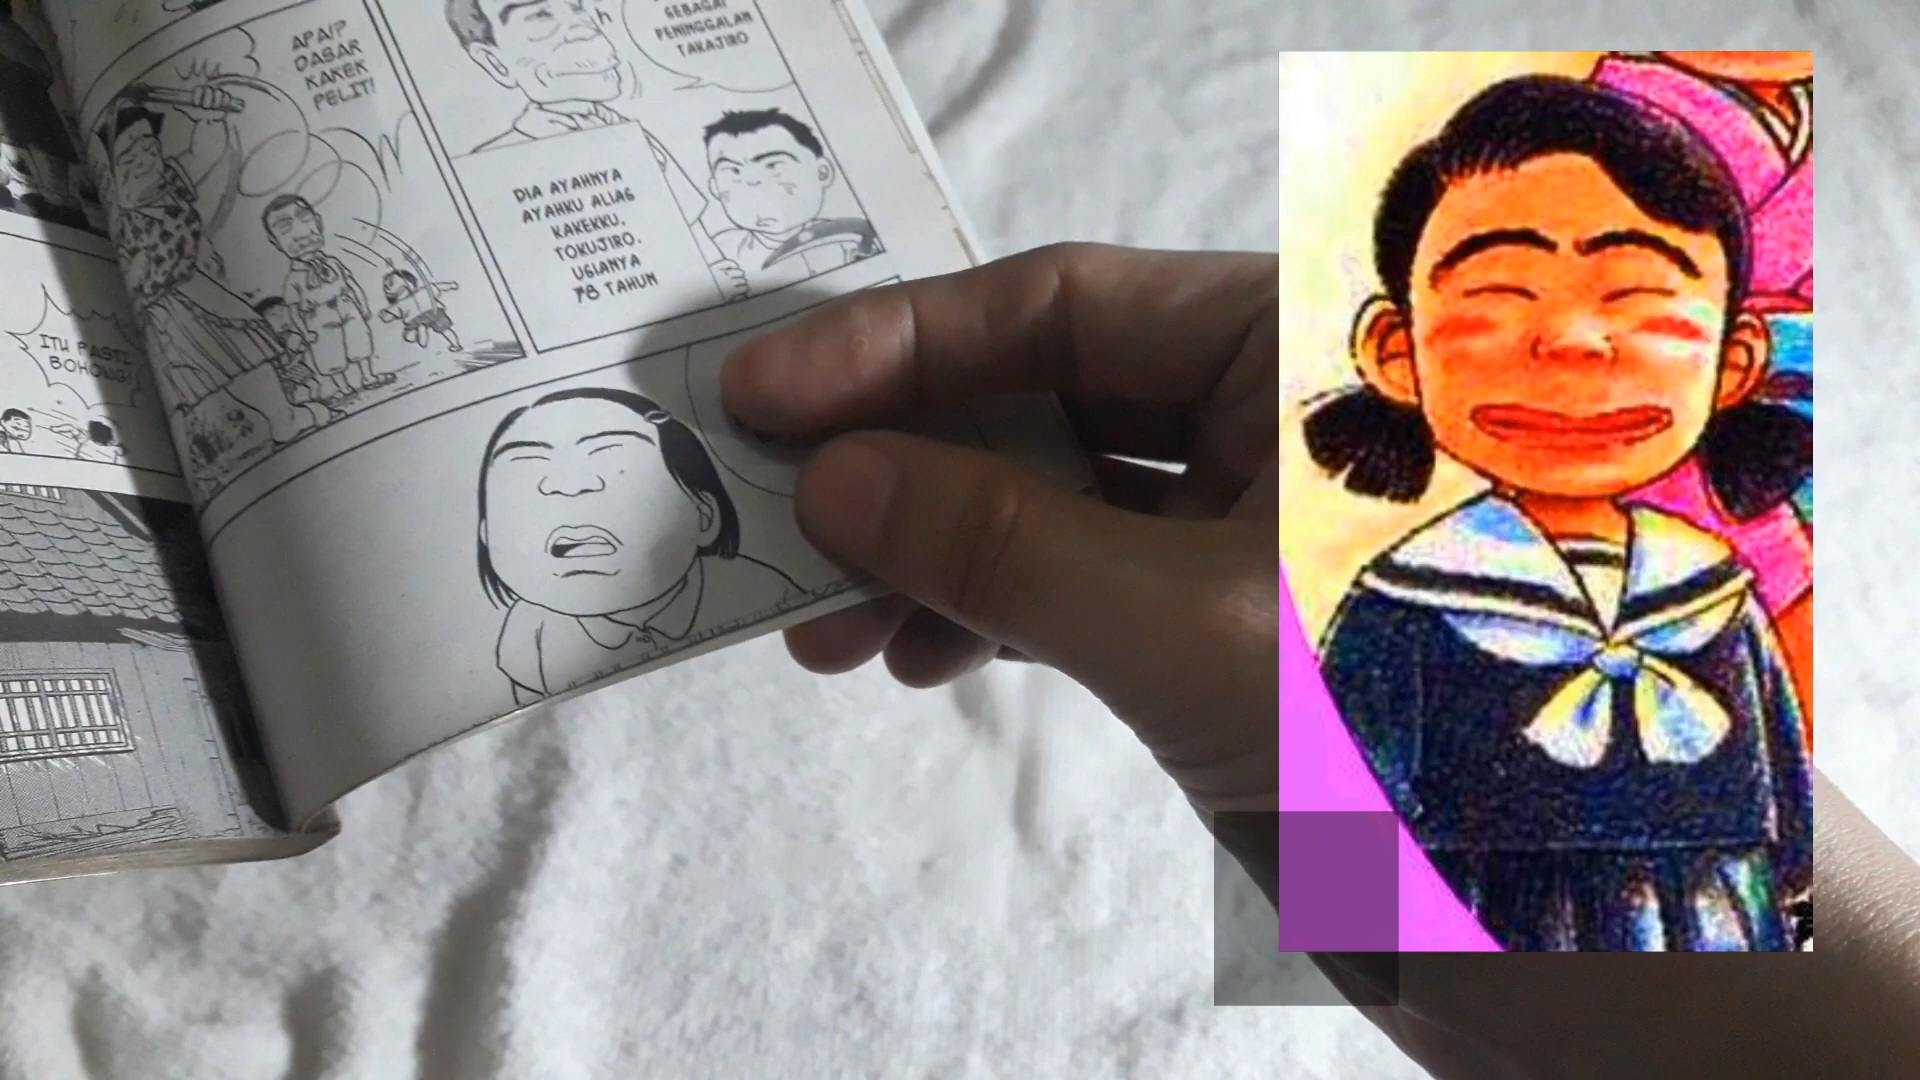 APA!?
DASAR
KAKEK
PELIT!
SEBAGAI
PENINGGALAN
TAKAJIRO
DIA AYAHNYA
AYAHKU ALIAS
KAKEKKU,
TOKUJIRO.
USIANYA
78 TAHUN
ITU PASTI
BOHONG!